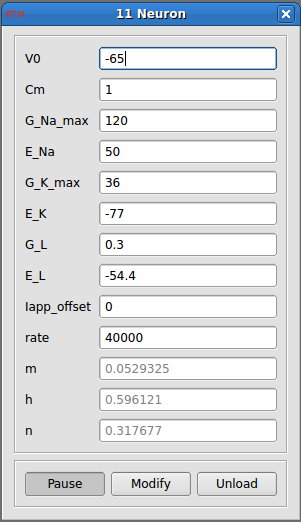 11 Neuron
V0 -65
Cm 1
G_Na_max 120
E_Na 50
G_K_max 36
E_K -77
G_L 0.3
E_L -54.4
Iapp_offset 0
rate 40000
m 0.0529325
h 0.596121
n 0.317677
Pause Modify Unload